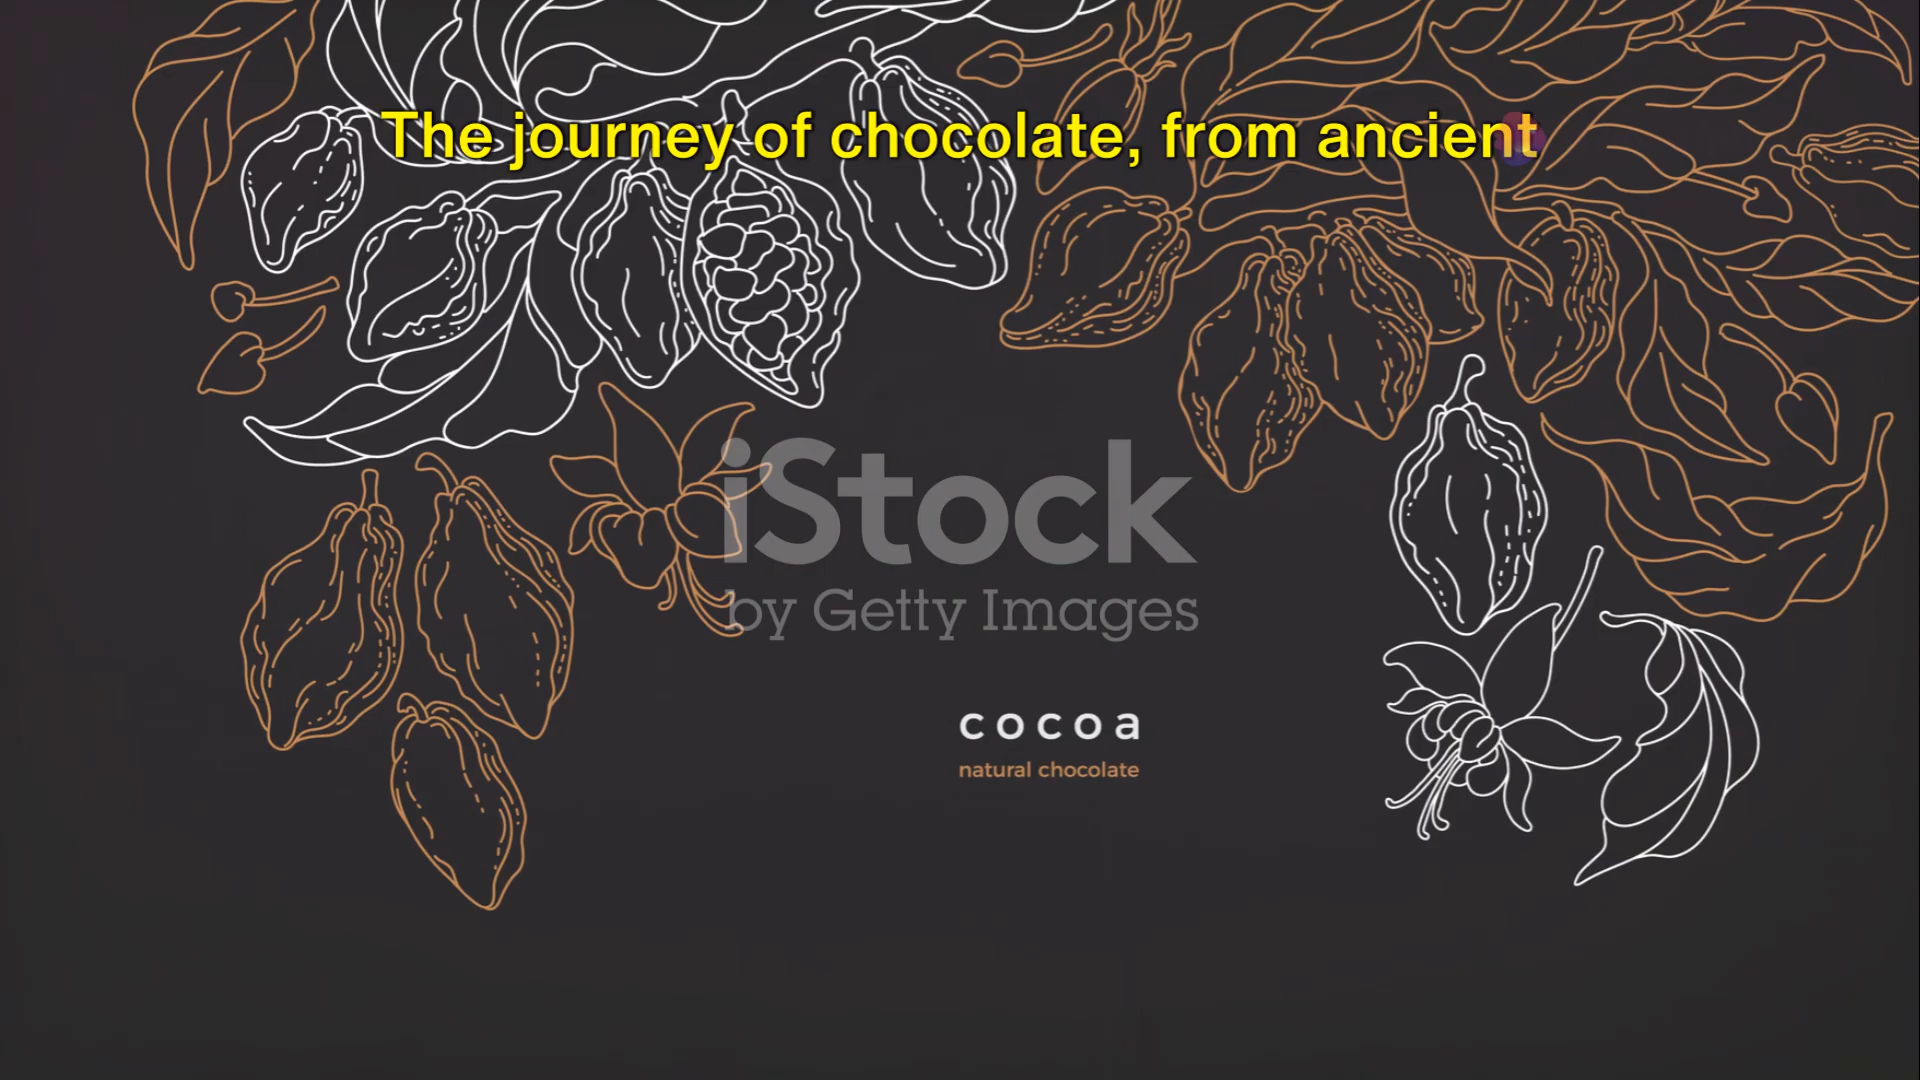 The journey of chocolate, from ancient
iStock
by Getty Images
cocoa
natural chocolate